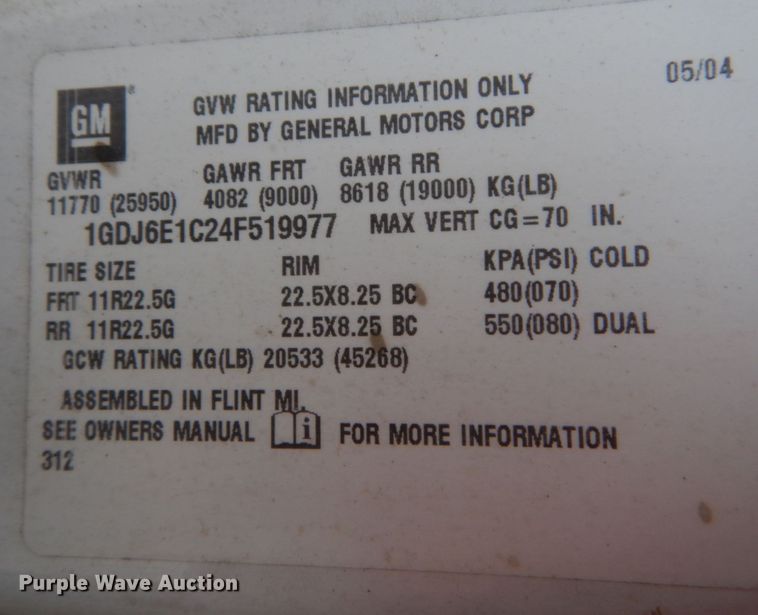 05/04
GM
GVW RATING INFORMATION ONLY
MFD BY GENERAL MOTORS CORP
GVWR GAWR FRT GAWR RR
11770 (25950) 4082 (9000) 8618 (19000) KG(LB)
1GDJ6E1C24F519977 MAX VERT CG=70 IN.
TIRE SIZE RIM KPA(PSI) COLD
FRT 11R22.5G 22.5X8.25 BC 480(070)
RR 11R22.5G 22.5X8.25 BC 550(080) DUAL
GCW RATING KG(LB) 20533 (45268)
ASSEMBLED IN FLINT MI.
SEE OWNERS MANUAL i FOR MORE INFORMATION
312
Purple Wave Auction